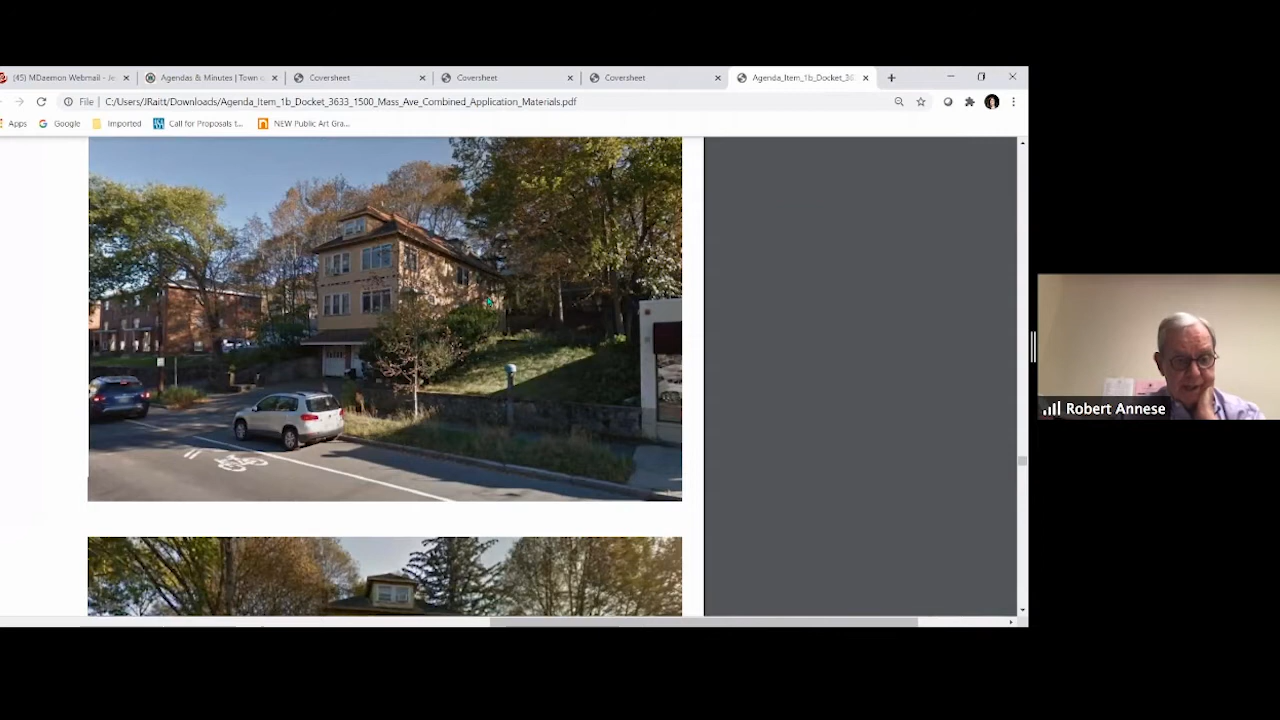 (45) MDaemon Webmail - Je
Agendas & Minutes | Town o
Coversheet
Coversheet
Coversheet
Agenda_Item_1b_Docket_36
File
C:/Users/JRaitt/Downloads/Agenda_Item_1b_Docket_3633_1500_Mass_Ave_Combined_Application_Materials.pdf
Apps
Google
Imported
Call for Proposals t...
NEW Public Art Gra...
Robert Annese